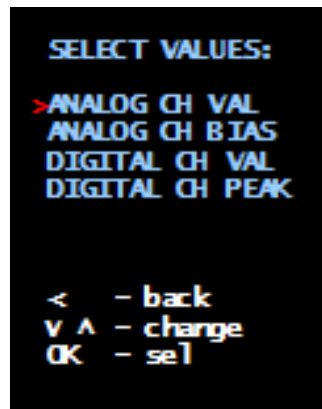 SELECT VALUES:
>ANALOG CH VAL
ANALOG CH BIAS
DIGITAL CH VAL
DIGITAL CH PEAK
< - back
v ʌ - change
OK - sel